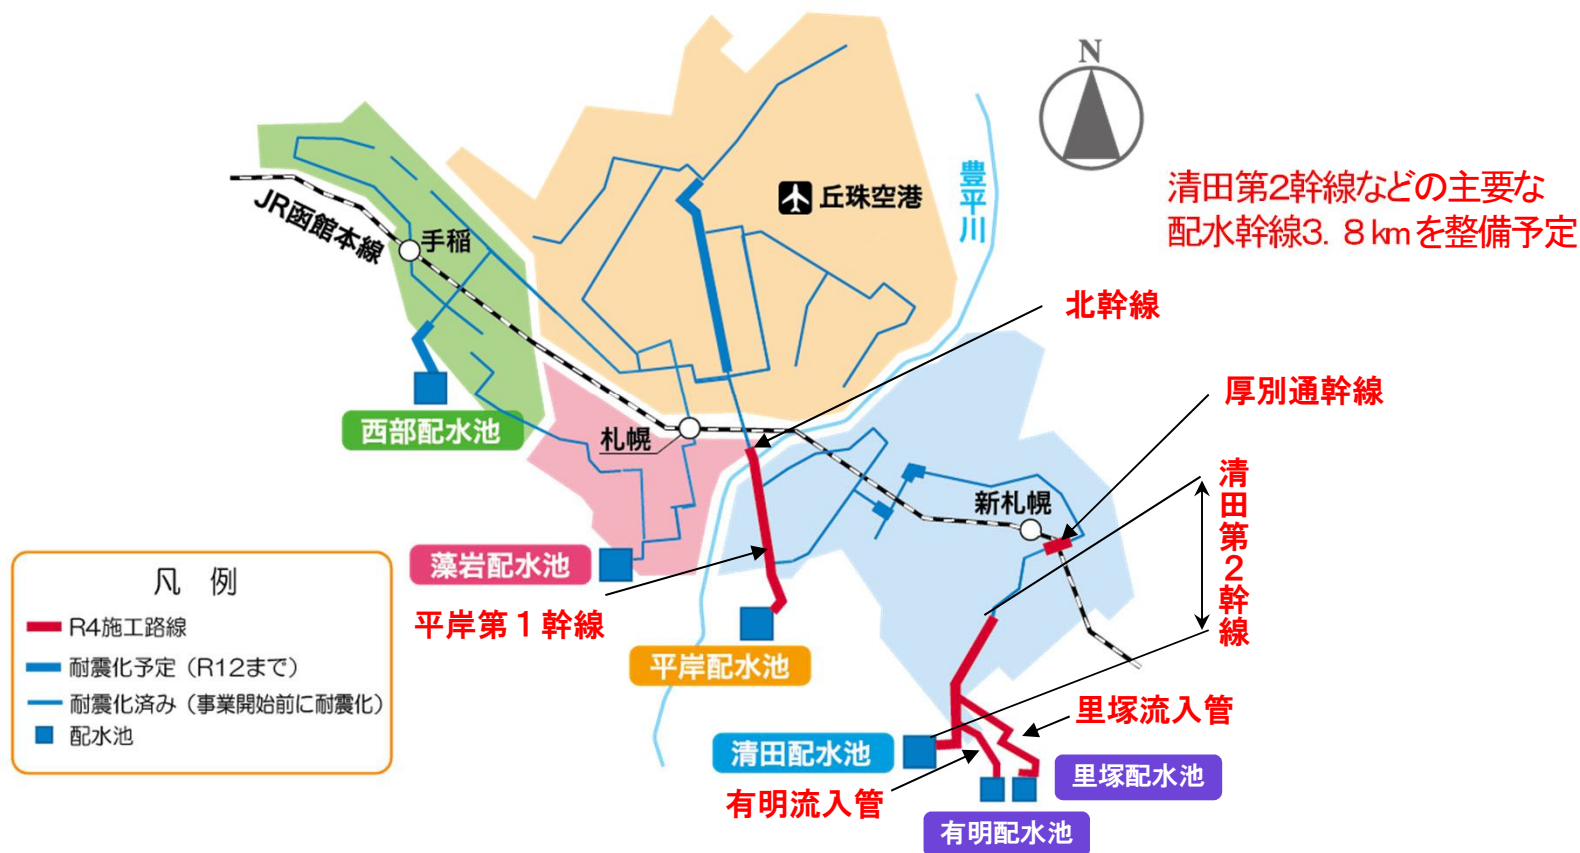 N
清田第2幹線などの主要な
配水幹線3.８kmを整備予定
豊平川
丘珠空港
JR函館本線
手稲
北幹線
厚別通幹線
西部配水池
札幌
新札幌
清田第２幹線
藻岩配水池
平岸第１幹線
平岸配水池
里塚流入管
清田配水池
里塚配水池
有明流入管
有明配水池
凡 例
R4施工路線
耐震化予定（R12まで）
耐震化済み（事業開始前に耐震化）
配水池